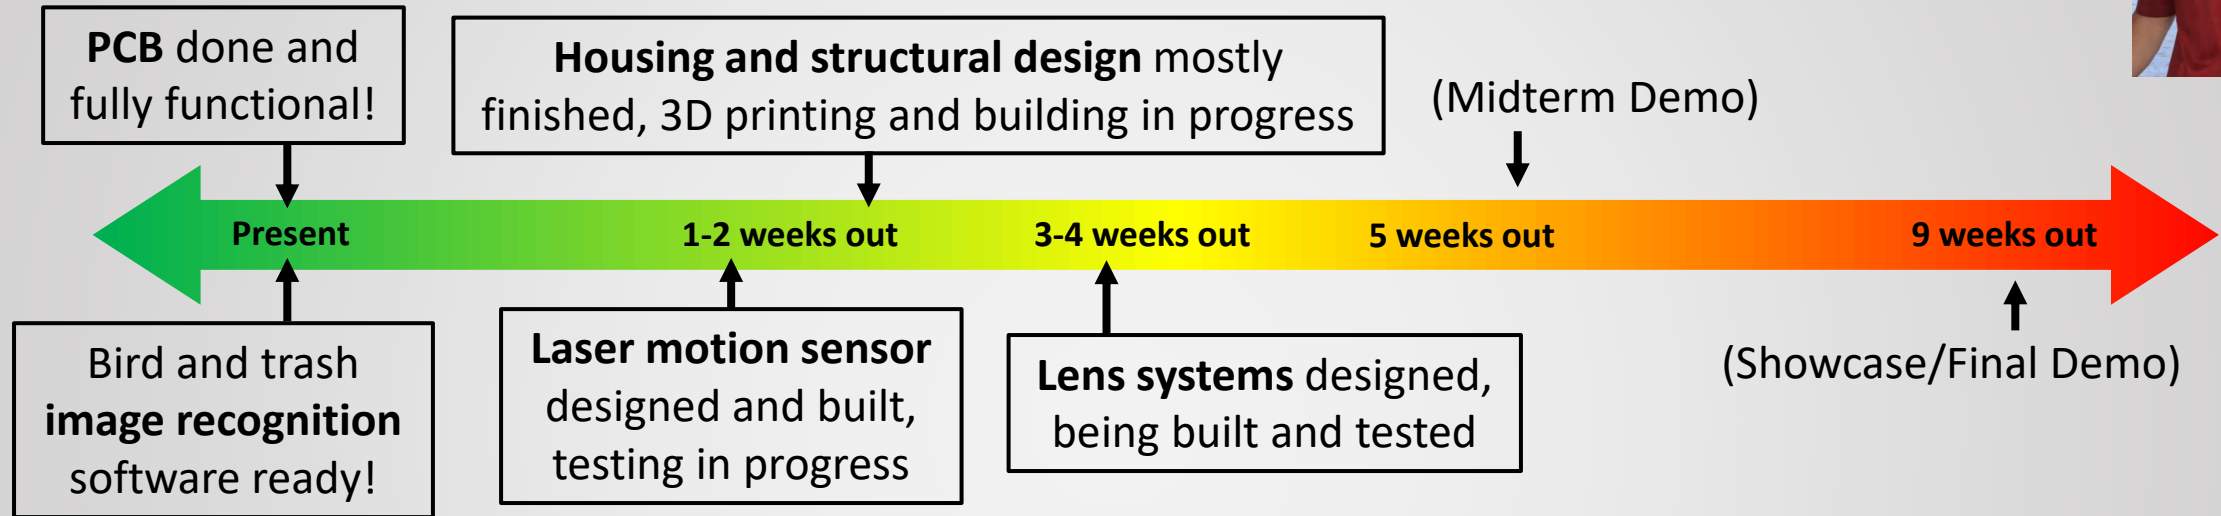 PCB done and
fully functional!
Housing and structural design mostly
finished, 3D printing and building in progress
(Midterm Demo)
Present
1-2 weeks out
3-4 weeks out
5 weeks out
9 weeks out
Bird and trash
image recognition
software ready!
Laser motion sensor
designed and built,
testing in progress
Lens systems designed,
being built and tested
(Showcase/Final Demo)